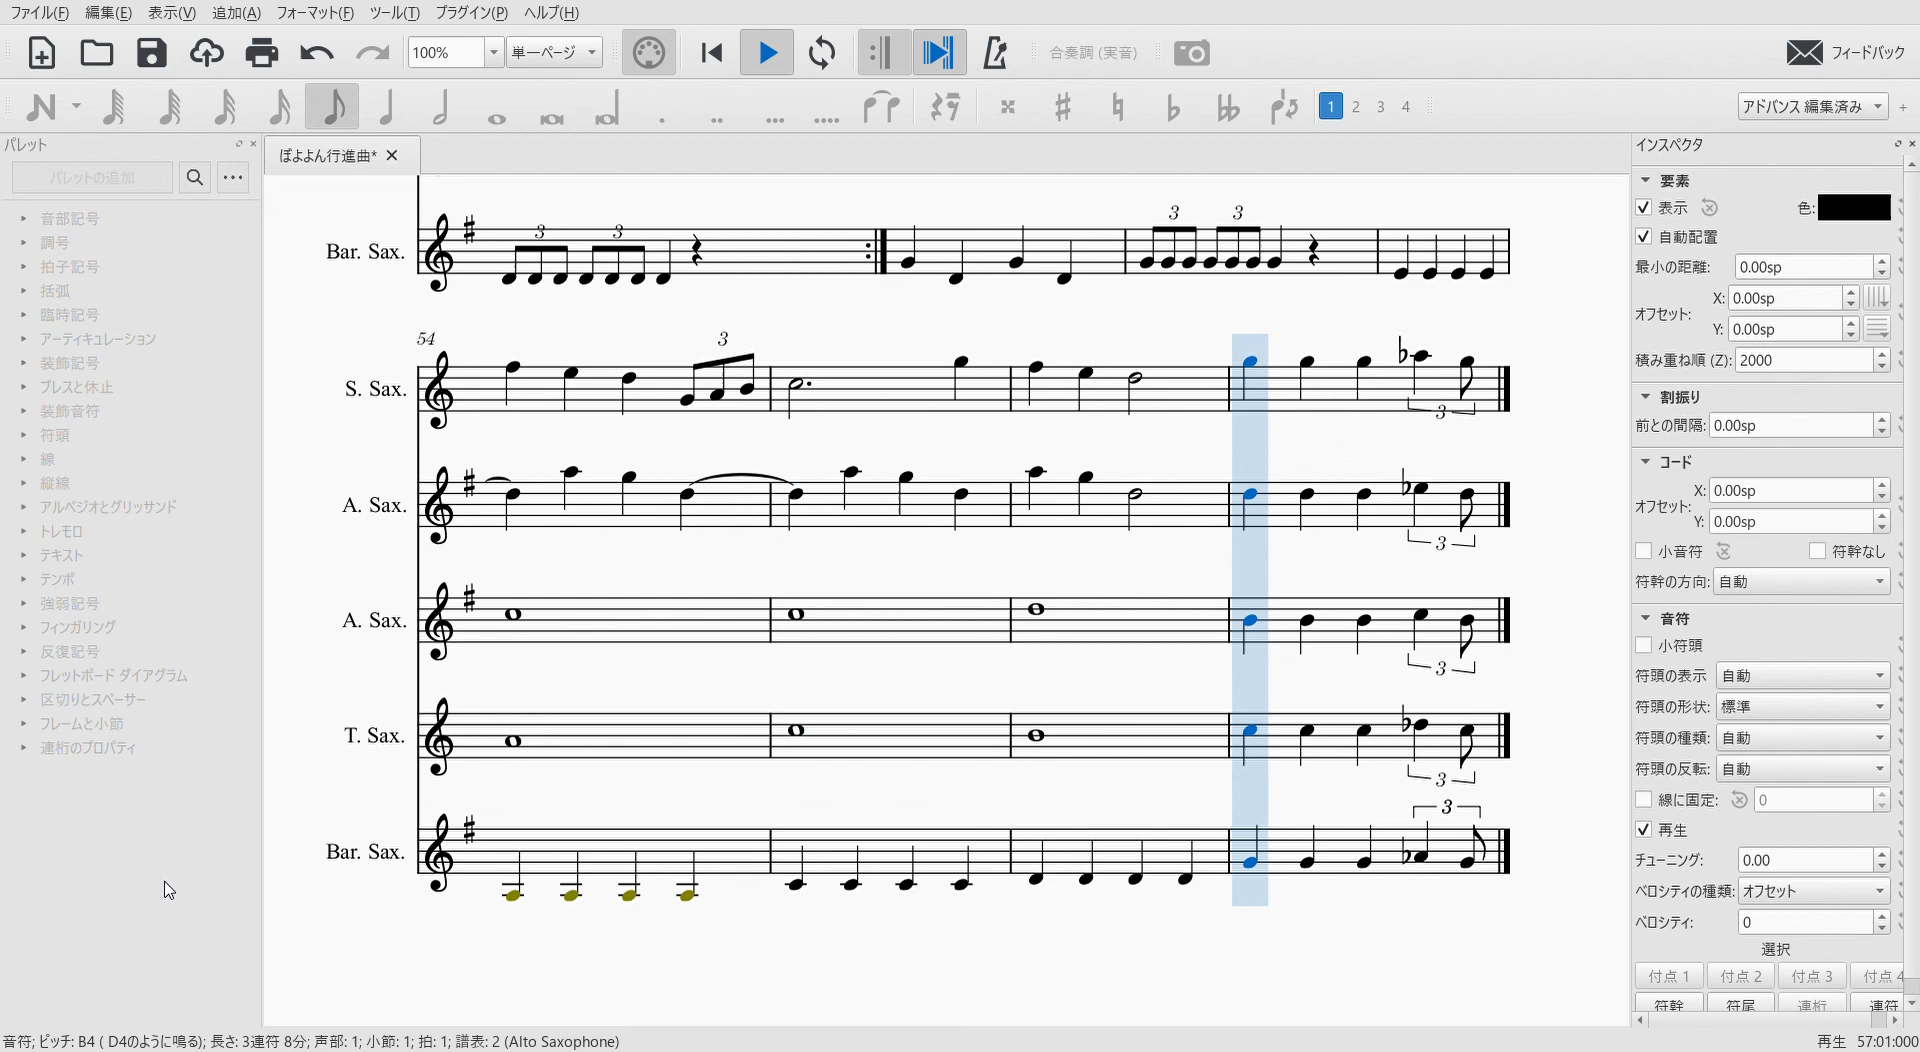 ファイル(F) 編集(E) 表示(V) 追加(A) フォーマット(F) ツール(T) プラグイン(P) ヘルプ(H)
100% 単一ページ 合奏調 (実音) フィードバック
1 2 3 4 アドバンス 編集済み
パレット
パレットの追加
音部記号
調号
拍子記号
括弧
臨時記号
アーティキュレーション
装飾記号
ブレスと休止
装飾音符
符頭
線
縦線
アルペジオとグリッサンド
トレモロ
テキスト
テンポ
強弱記号
フィンガリング
反復記号
フレットボード ダイアグラム
区切りとスペーサー
フレームと小節
連桁のプロパティ
ぽよよん行進曲*
3 3 3 3
Bar. Sax.
54
3
S. Sax.
3
A. Sax.
3
A. Sax.
3
T. Sax.
3
3
Bar. Sax.
インスペクタ
要素
表示 色:
自動配置
最小の距離: 0.00sp
オフセット: X: 0.00sp
Y: 0.00sp
積み重ね順 (Z): 2000
割振り
前との間隔: 0.00sp
コード
オフセット: X: 0.00sp
Y: 0.00sp
小音符 符幹なし
符幹の方向: 自動
音符
小符頭
符頭の表示 自動
符頭の形状: 標準
符頭の種類: 自動
符頭の反転: 自動
線に固定: 0
再生
チューニング: 0.00
ベロシティの種類: オフセット
ベロシティ: 0
選択
付点 1 付点 2 付点 3 付点 4
符幹 符尾 連桁 連符
音符; ピッチ: B4 ( D4のように鳴る); 長さ: 3連符 8分; 声部: 1; 小節: 1; 拍: 1; 譜表: 2 (Alto Saxophone) 再生 57:01:000